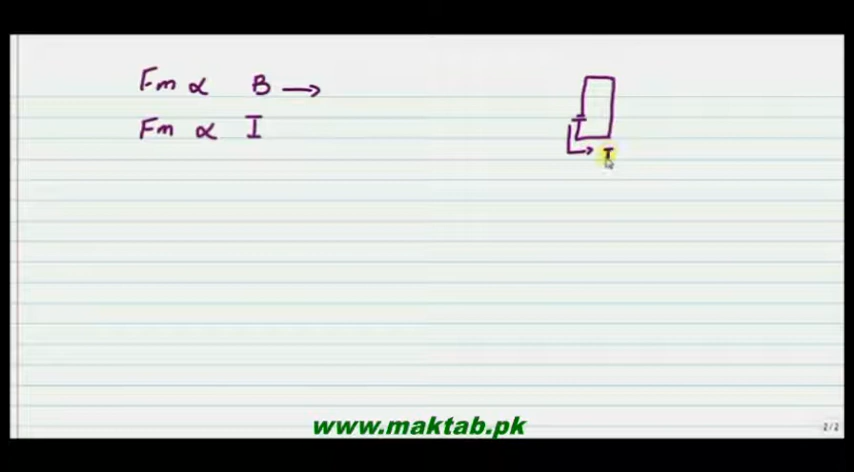 Fm ∝ B →
Fm ∝ I
I
I
www.maktab.pk
2/2